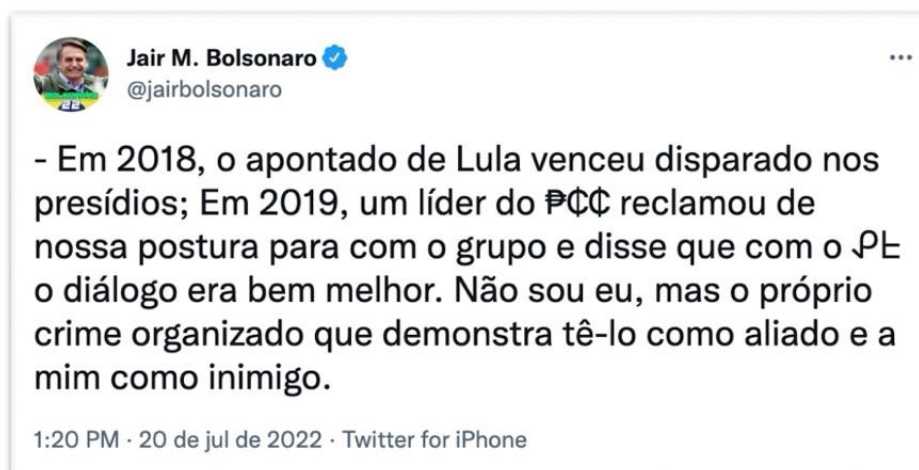 Jair M. Bolsonaro
@jairbolsonaro
22
- Em 2018, o apontado de Lula venceu disparado nos
presídios; Em 2019, um líder do ₱₵₵ reclamou de
nossa postura para com o grupo e disse que com o ᎮᏞ
o diálogo era bem melhor. Não sou eu, mas o próprio
crime organizado que demonstra tê-lo como aliado e a
mim como inimigo.
1:20 PM · 20 de jul de 2022 · Twitter for iPhone